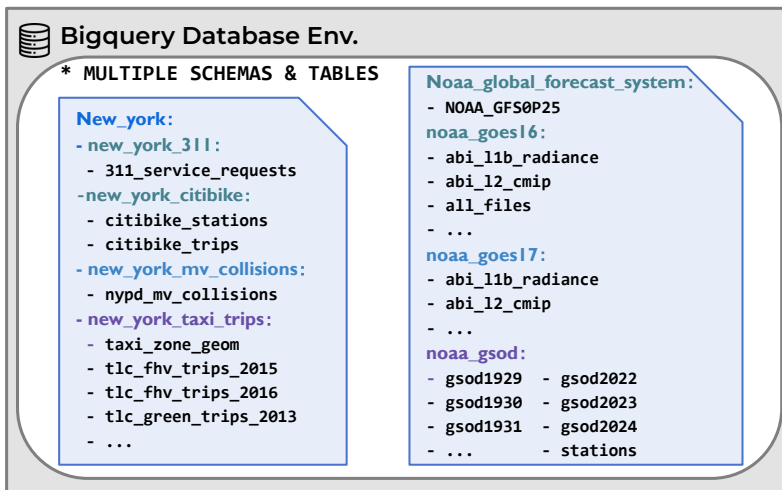 Bigquery Database Env.
* MULTIPLE SCHEMAS & TABLES
New_york:
- new_york_311:
- 311_service_requests
-new_york_citibike:
- citibike_stations
- citibike_trips
- new_york_mv_collisions:
- nypd_mv_collisions
- new_york_taxi_trips:
- taxi_zone_geom
- tlc_fhv_trips_2015
- tlc_fhv_trips_2016
- tlc_green_trips_2013
- ...
Noaa_global_forecast_system:
- NOAA_GFS0P25
noaa_goes16:
- abi_l1b_radiance
- abi_l2_cmip
- all_files
- ...
noaa_goes17:
- abi_l1b_radiance
- abi_l2_cmip
- ...
noaa_gsod:
- gsod1929 - gsod2022
- gsod1930 - gsod2023
- gsod1931 - gsod2024
- ... - stations